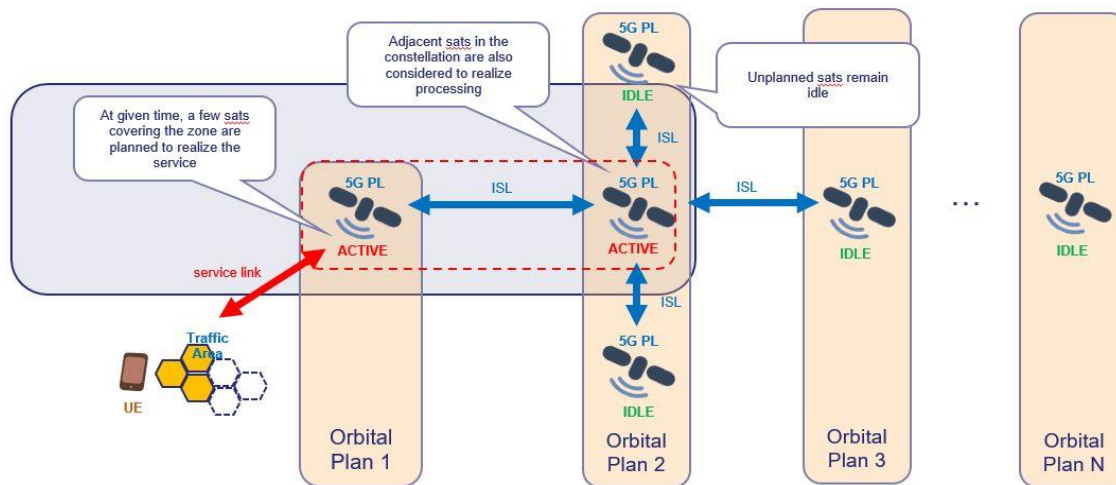 5G PL
IDLE
Adjacent sats in the
constellation are also
considered to realize
processing
Unplanned sats remain
idle
At given time, a few sats
covering the zone are
planned to realize the
service
ISL
5G PL
ACTIVE
ISL
5G PL
ACTIVE
ISL
5G PL
IDLE
...
5G PL
IDLE
service link
ISL
Traffic
Area
UE
5G PL
IDLE
Orbital
Plan 1
Orbital
Plan 2
Orbital
Plan 3
Orbital
Plan N